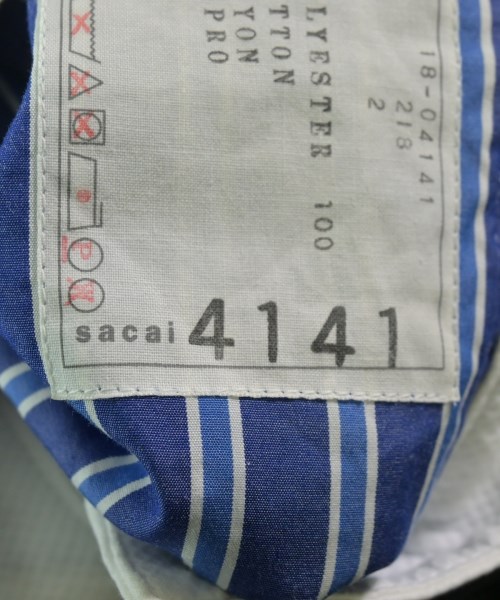 18-04141
218
2
LYESTER 100
TTON
YON
PRO
P
W
sacai 4141